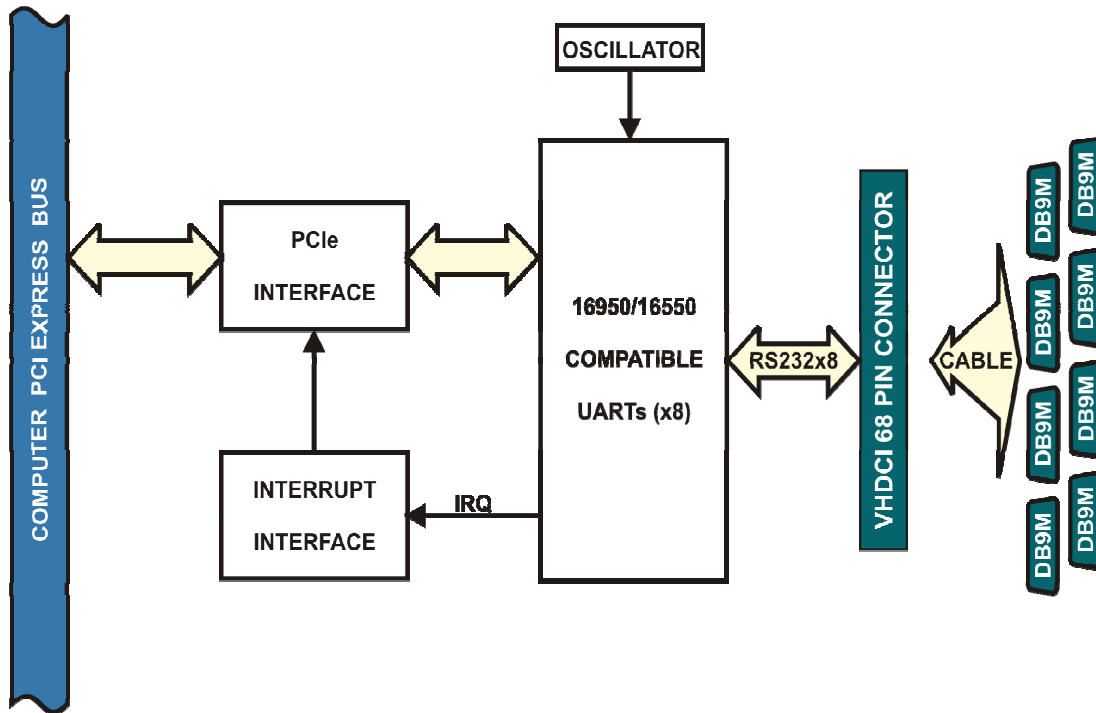 COMPUTER PCI EXPRESS BUS
OSCILLATOR
PCIe
INTERFACE
16950/16550
COMPATIBLE
UARTs (x8)
INTERRUPT
INTERFACE
IRQ
RS232x8
VHDCI 68 PIN CONNECTOR
CABLE
DB9M
DB9M
DB9M
DB9M
DB9M
DB9M
DB9M
DB9M